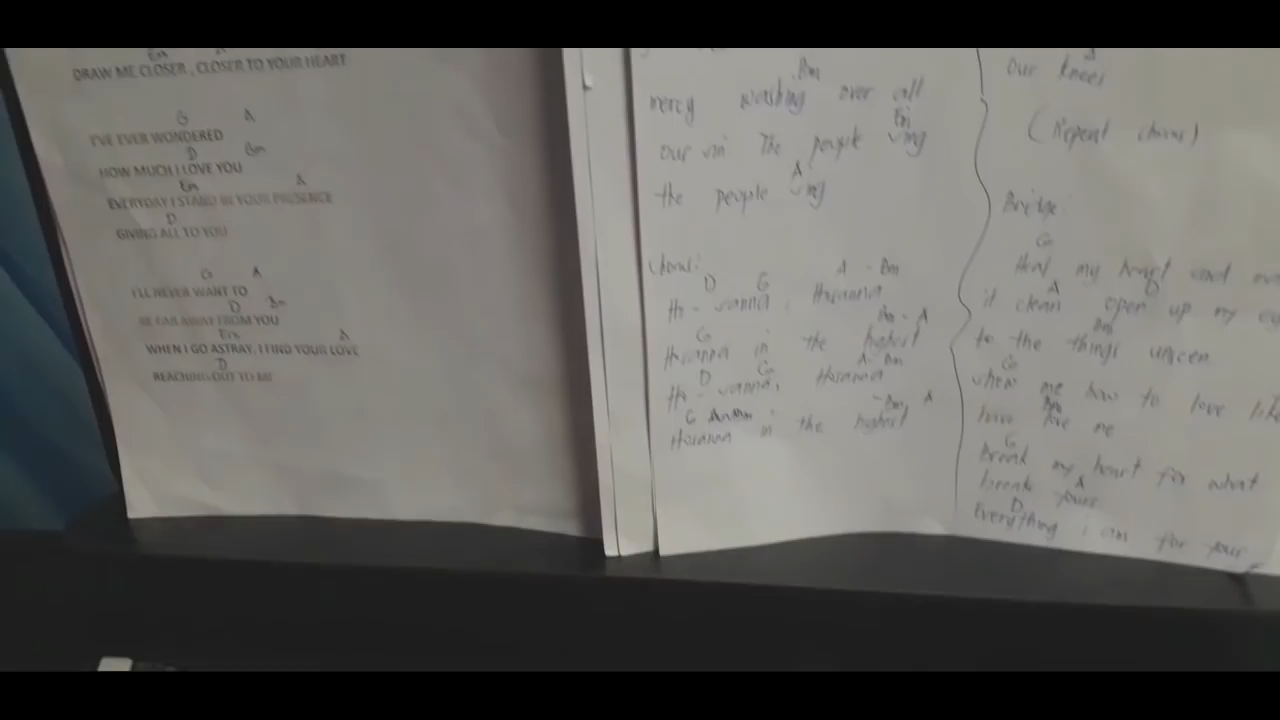 Em A
DRAW ME CLOSER , CLOSER TO YOUR HEART
G A
I'VE EVER WONDERED
D Bm
HOW MUCH I LOVE YOU
Em A
EVERYDAY I STAND IN YOUR PRESENCE
D
GIVING ALL TO YOU
G A
I'LL NEVER WANT TO
D Bm
BE FAR AWAY FROM YOU
Em A
WHEN I GO ASTRAY, I FIND YOUR LOVE
D
REACHING OUT TO ME
Bm
mercy washing over all
Em
our sin The people sing
A
the people sing
Chorus:
D G A - Bm
Ho - sanna, Hosanna
G Bm - A
Hosanna in the highest
D G A Bm
Ho - sanna, Hosanna
G - Bm A
Hosanna in the highest
A
our knees
(Repeat chorus)
Bridge:
G
Heal my heart and
A
it clean open up my
Bm
to the things unseen
G
show me how to love like
Bm
have love me
G
Break my heart for what
A
break yours
D
Everything i am for your